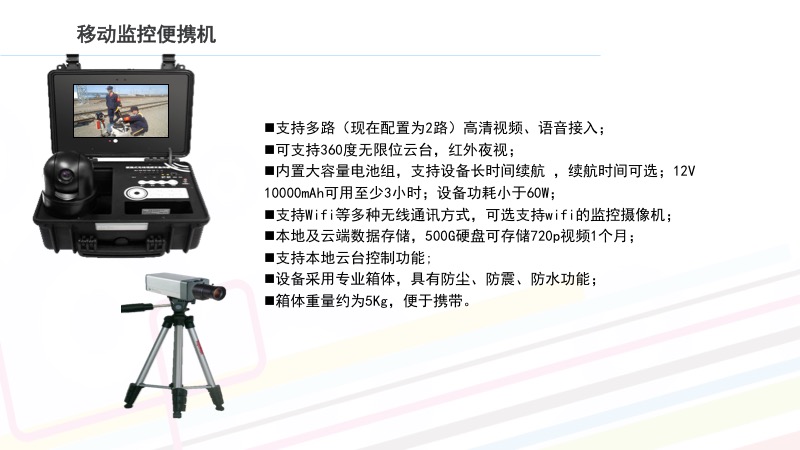 移动监控便携机
■支持多路（现在配置为2路）高清视频、语音接入；
■可支持360度无限位云台，红外夜视；
■内置大容量电池组，支持设备长时间续航 ，续航时间可选；12V
10000mAh可用至少3小时；设备功耗小于60W；
■支持Wifi等多种无线通讯方式，可选支持wifi的监控摄像机；
■本地及云端数据存储，500G硬盘可存储720p视频1个月；
■支持本地云台控制功能;
■设备采用专业箱体，具有防尘、防震、防水功能；
■箱体重量约为5Kg，便于携带。